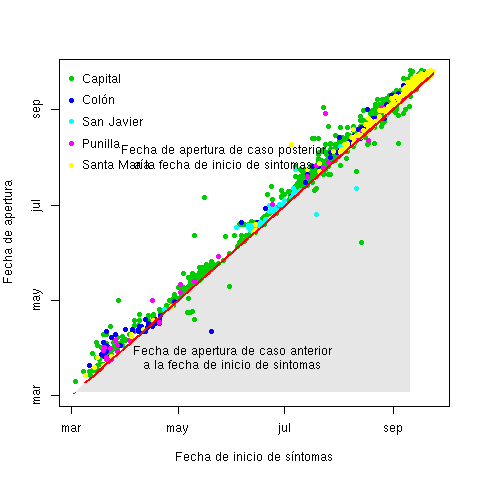 Capital
Colón
San Javier
Punilla
Santa María
Fecha de apertura de caso posterior
a la fecha de inicio de sintomas
Fecha de apertura de caso anterior
a la fecha de inicio de sintomas
mar
may
jul
sep
Fecha de apertura
mar
may
jul
sep
Fecha de inicio de síntomas